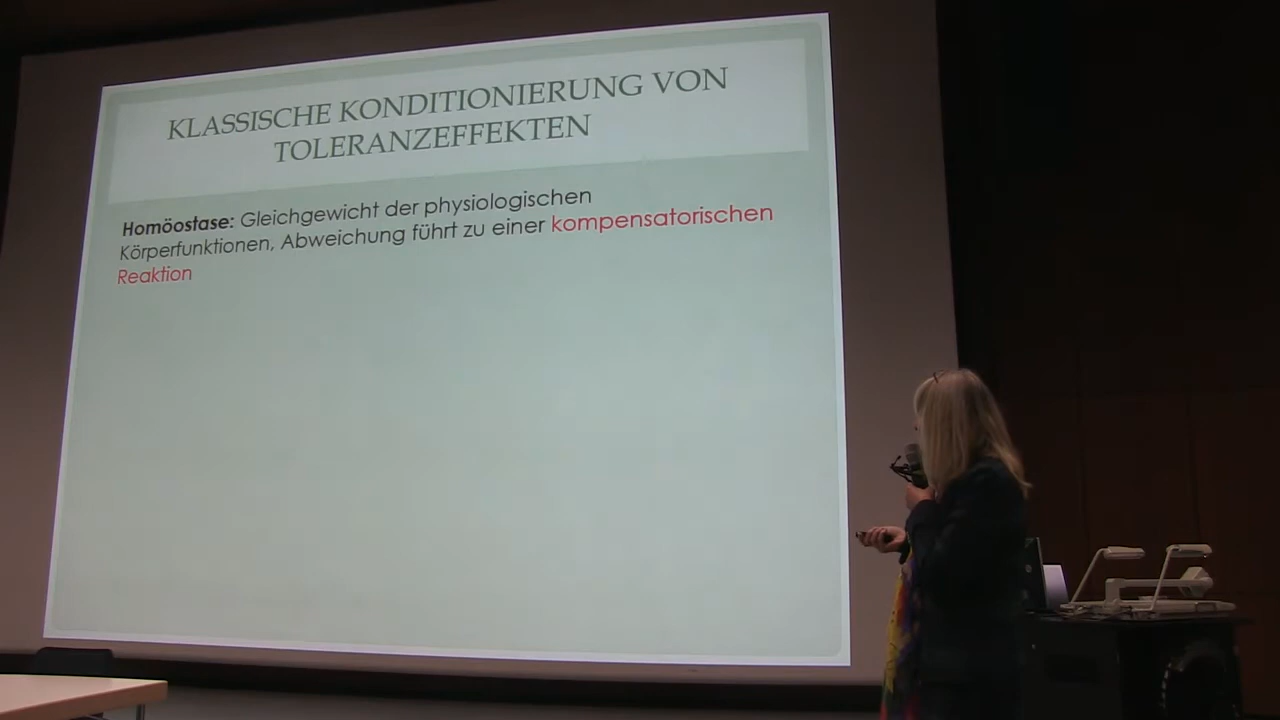 KLASSISCHE KONDITIONIERUNG VON
TOLERANZEFFEKTEN
Homöostase: Gleichgewicht der physiologischen
Körperfunktionen, Abweichung führt zu einer kompensatorischen
Reaktion